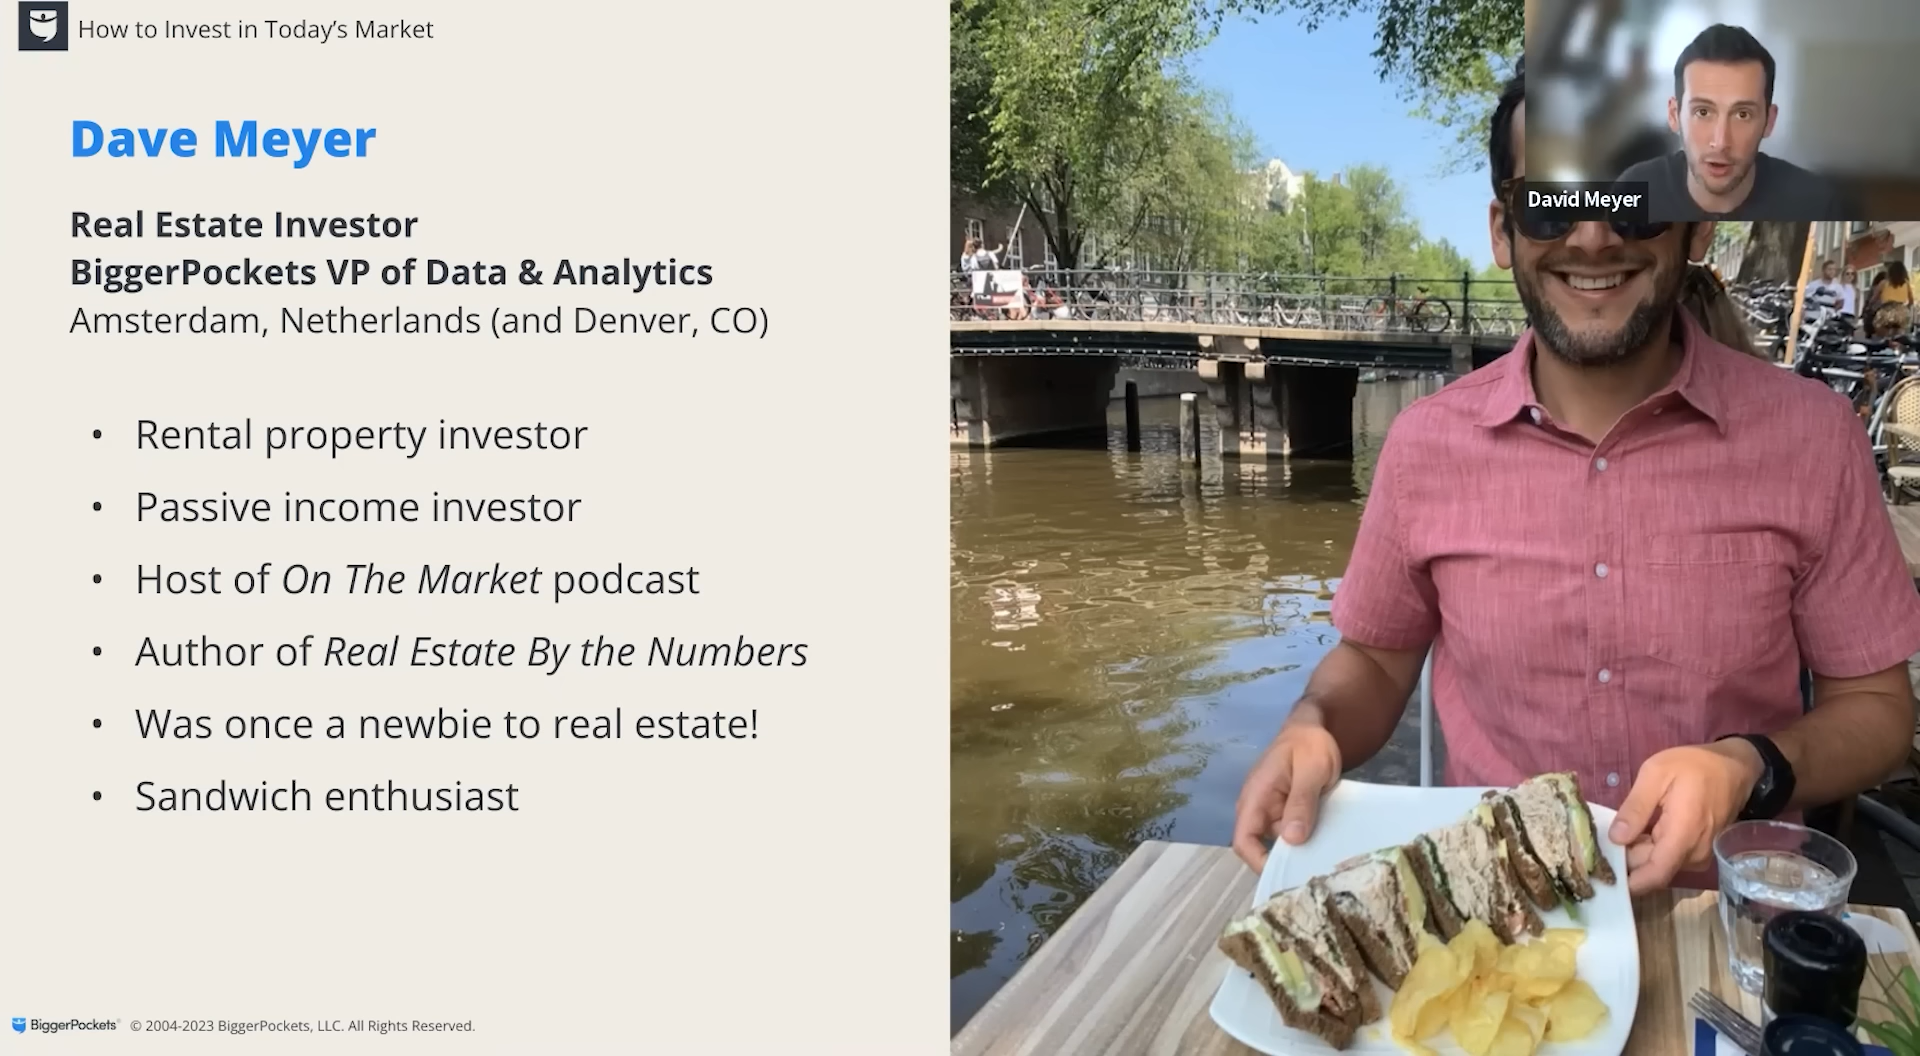 How to Invest in Today's Market
Dave Meyer
Real Estate Investor
BiggerPockets VP of Data & Analytics
Amsterdam, Netherlands (and Denver, CO)
• Rental property investor
• Passive income investor
• Host of On The Market podcast
• Author of Real Estate By the Numbers
• Was once a newbie to real estate!
• Sandwich enthusiast
BiggerPockets © 2004-2023 BiggerPockets, LLC. All Rights Reserved.
David Meyer